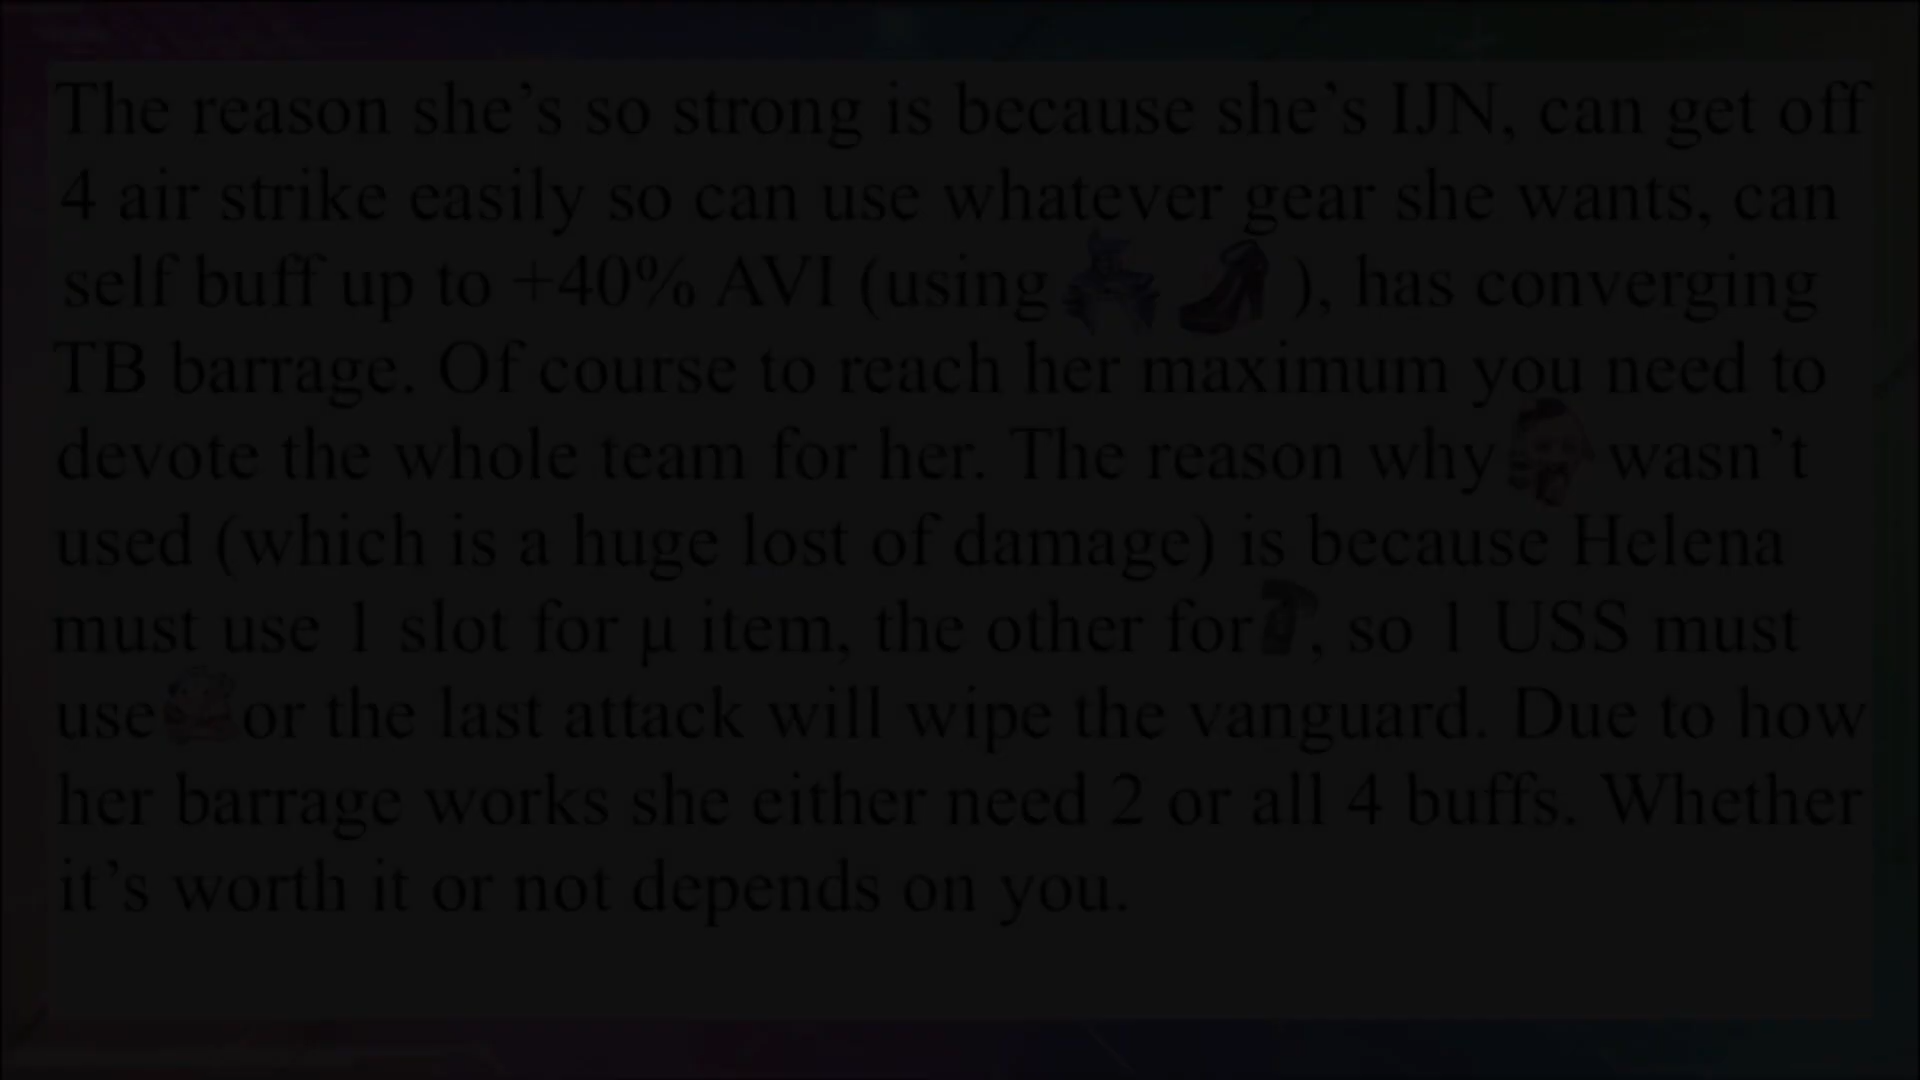 The reason she’s so strong is because she’s IJN, can get off
4 air strike easily so can use whatever gear she wants, can
self buff up to +40% AVI (using ), has converging
TB barrage. Of course to reach her maximum you need to
devote the whole team for her. The reason why wasn’t
used (which is a huge lost of damage) is because Helena
must use 1 slot for μ item, the other for , so 1 USS must
use or the last attack will wipe the vanguard. Due to how
her barrage works she either need 2 or all 4 buffs. Whether
it’s worth it or not depends on you.